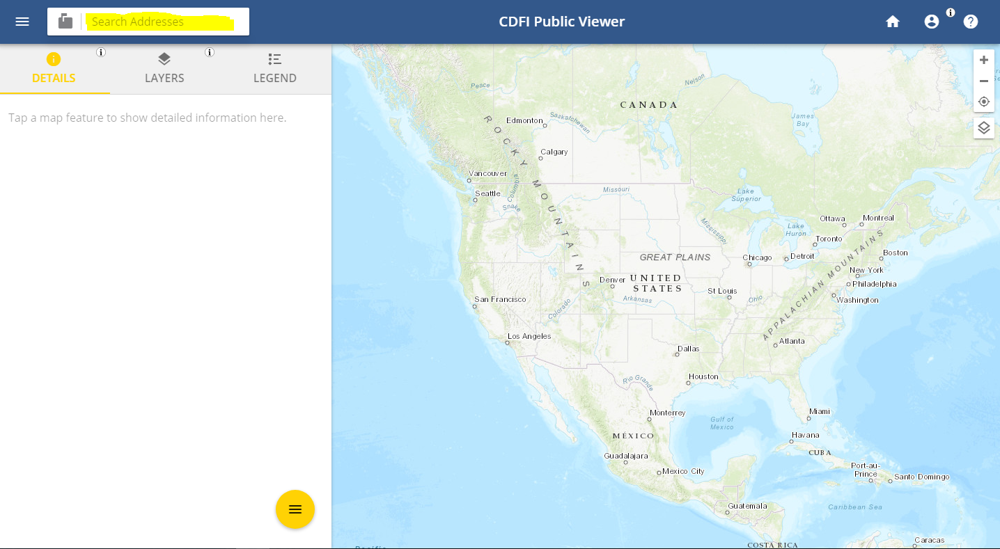 Search Addresses
CDFI Public Viewer
DETAILS
LAYERS
LEGEND
Tap a map feature to show detailed information here.
Peace
Nelson
CANADA
James
Bay
ROCKY MOUNTAINS
Edmonton
Saskatchewan
Calgary
Vancouver
Columbia
Seattle
Snake
Missouri
Lake
Superior
Mississippi
Ottawa
Montreal
Lake
Huron
Toronto
Boston
GREAT PLAINS
Chicago
Detroit
New York
APPALACHIAN MOUNTAINS
Denver
UNITED
STATES
Philadelphia
St Louis
Ohio
Washington
Arkansas
San Francisco
Colorado
Los Angeles
Atlanta
Dallas
Houston
Rio Grande
Monterrey
Gulf of
Mexico
Miami
MÉXICO
Havana
CUBA
Guadalajara
Mexico City
Port-au-
Prince
Santo Domingo
Guatemala
Caribbean Sea
Caracas
COSTA RICA
Pacific